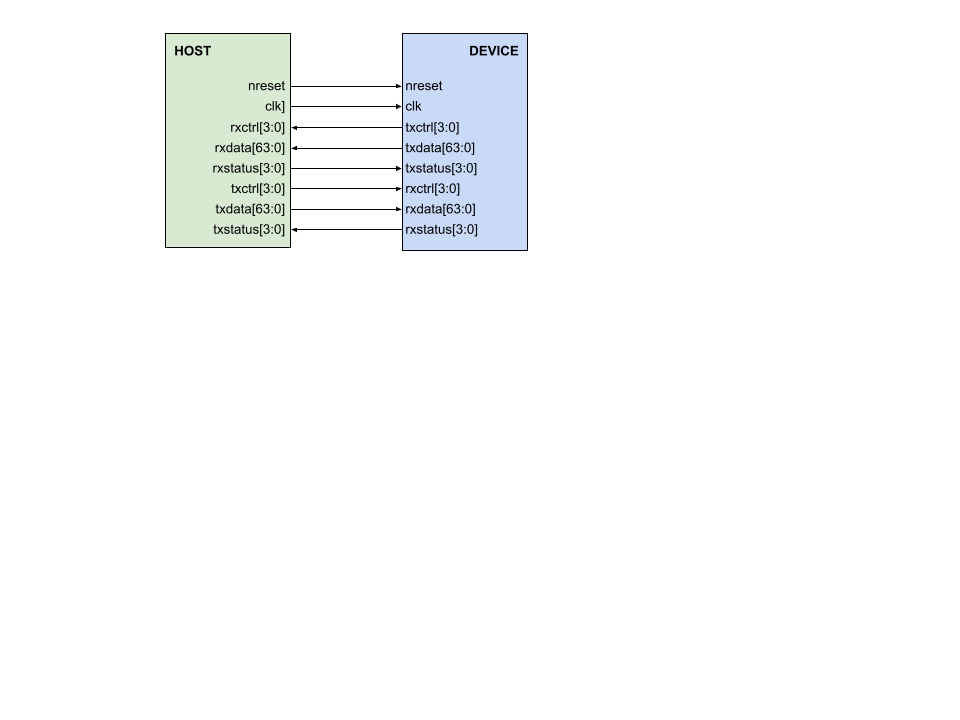 HOST
DEVICE
nreset
nreset
clk]
clk
rxctrl[3:0]
txctrl[3:0]
rxdata[63:0]
txdata[63:0]
rxstatus[3:0]
txstatus[3:0]
txctrl[3:0]
rxctrl[3:0]
txdata[63:0]
rxdata[63:0]
txstatus[3:0]
rxstatus[3:0]